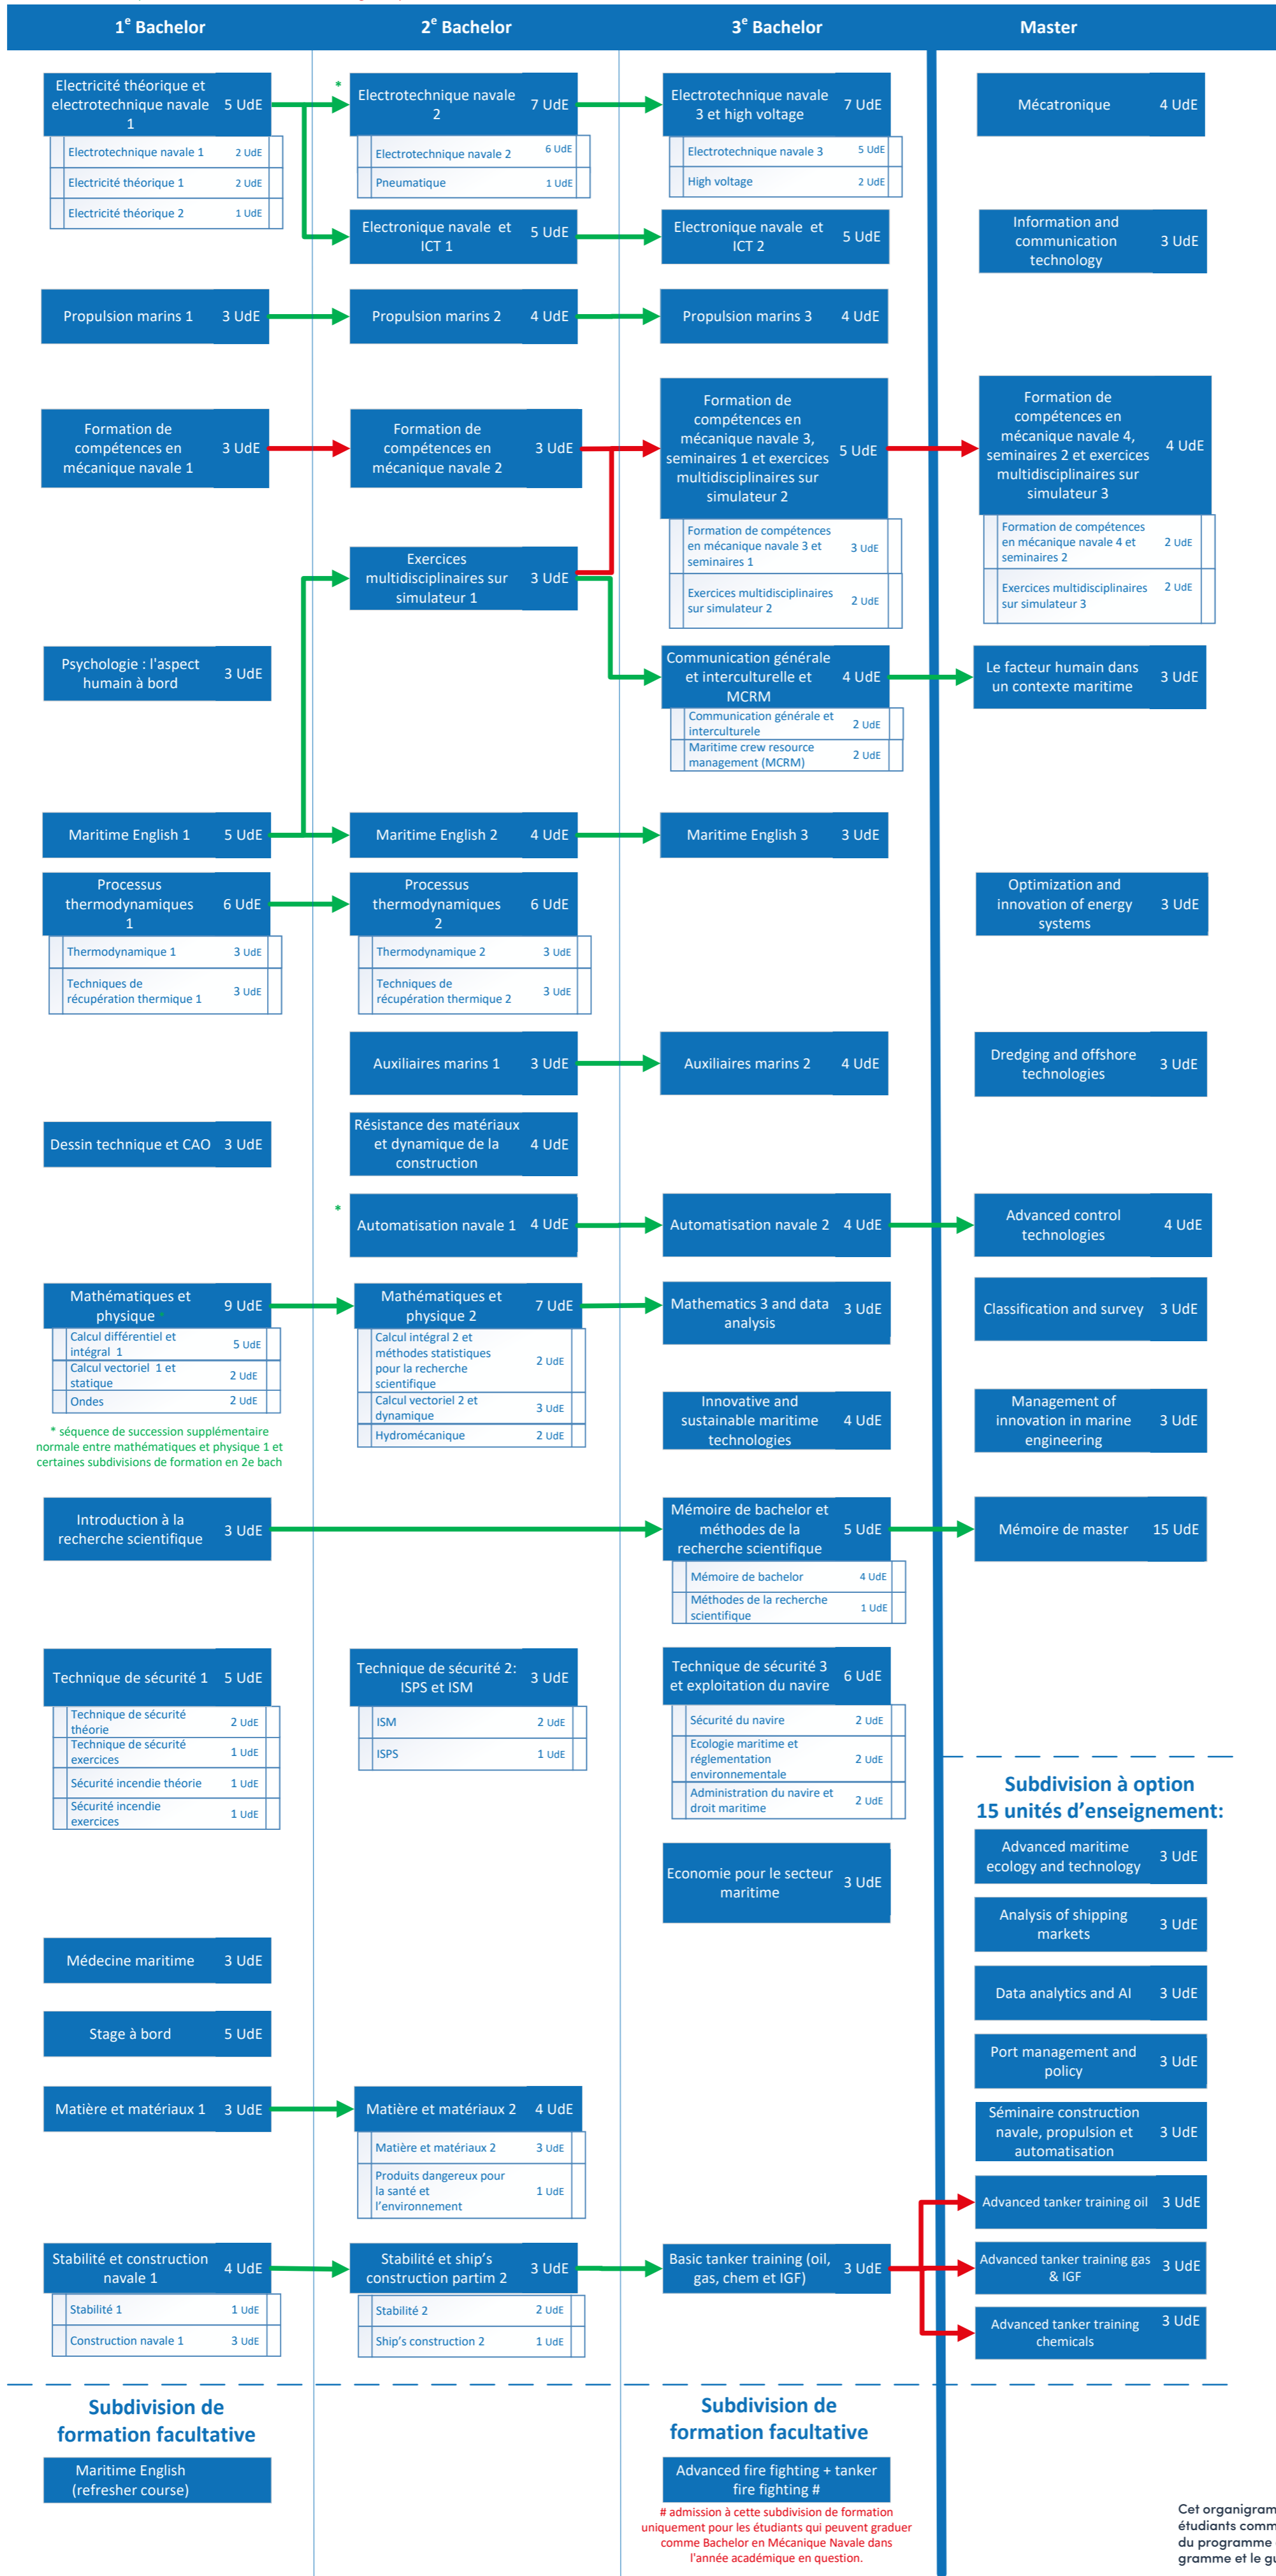 1e Bachelor
2e Bachelor
3e Bachelor
Master
Electricité théorique et
electrotechnique navale
1
5 UdE
Electrotechnique navale 1
2 UdE
Electricité théorique 1
2 UdE
Electricité théorique 2
1 UdE
*
Electrotechnique navale
2
7 UdE
Electrotechnique navale 2
6 UdE
Pneumatique
1 UdE
Electrotechnique navale
3 et high voltage
7 UdE
Electrotechnique navale 3
5 UdE
High voltage
2 UdE
Mécatronique
4 UdE
Electronique navale et
ICT 1
5 UdE
Electronique navale et
ICT 2
5 UdE
Information and
communication
technology
3 UdE
Propulsion marins 1
3 UdE
Propulsion marins 2
4 UdE
Propulsion marins 3
4 UdE
Formation de
compétences en
mécanique navale 1
3 UdE
Formation de
compétences en
mécanique navale 2
3 UdE
Formation de
compétences en
mécanique navale 3,
seminaires 1 et exercices
multidisciplinaires sur
simulateur 2
5 UdE
Formation de compétences
en mécanique navale 3 et
seminaires 1
3 UdE
Exercices multidisciplinaires
sur simulateur 2
2 UdE
Formation de
compétences en
mécanique navale 4,
seminaires 2 et exercices
multidisciplinaires sur
simulateur 3
4 UdE
Formation de compétences
en mécanique navale 4 et
seminaires 2
2 UdE
Exercices multidisciplinaires
sur simulateur 3
2 UdE
Exercices
multidisciplinaires sur
simulateur 1
3 UdE
Psychologie : l'aspect
humain à bord
3 UdE
Communication générale
et interculturelle et
MCRM
4 UdE
Communication générale et
interculturele
2 UdE
Maritime crew resource
management (MCRM)
2 UdE
Le facteur humain dans
un contexte maritime
3 UdE
Maritime English 1
5 UdE
Maritime English 2
4 UdE
Maritime English 3
3 UdE
Processus
thermodynamiques
1
6 UdE
Thermodynamique 1
3 UdE
Techniques de
récupération thermique 1
3 UdE
Processus
thermodynamiques
2
6 UdE
Thermodynamique 2
3 UdE
Techniques de
récupération thermique 2
3 UdE
Optimization and
innovation of energy
systems
3 UdE
Auxiliaires marins 1
3 UdE
Auxiliaires marins 2
4 UdE
Dredging and offshore
technologies
3 UdE
Dessin technique et CAO
3 UdE
Résistance des matériaux
et dynamique de la
construction
4 UdE
*
Automatisation navale 1
4 UdE
Automatisation navale 2
4 UdE
Advanced control
technologies
4 UdE
Mathématiques et
physique *
9 UdE
Calcul différentiel et
intégral 1
5 UdE
Calcul vectoriel 1 et
statique
2 UdE
Ondes
2 UdE
* séquence de succession supplémentaire
normale entre mathématiques et physique 1 et
certaines subdivisions de formation en 2e bach
Mathématiques et
physique 2
7 UdE
Calcul intégral 2 et
méthodes statistiques
pour la recherche
scientifique
2 UdE
Calcul vectoriel 2 et
dynamique
3 UdE
Hydromécanique
2 UdE
Mathematics 3 and data
analysis
3 UdE
Classification and survey
3 UdE
Innovative and
sustainable maritime
technologies
4 UdE
Management of
innovation in marine
engineering
3 UdE
Introduction à la
recherche scientifique
3 UdE
Mémoire de bachelor et
méthodes de la
recherche scientifique
5 UdE
Mémoire de bachelor
4 UdE
Méthodes de la recherche
scientifique
1 UdE
Mémoire de master
15 UdE
Technique de sécurité 1
5 UdE
Technique de sécurité
théorie
2 UdE
Technique de sécurité
exercices
1 UdE
Sécurité incendie théorie
1 UdE
Sécurité incendie
exercices
1 UdE
Technique de sécurité 2:
ISPS et ISM
3 UdE
ISM
2 UdE
ISPS
1 UdE
Technique de sécurité 3
et exploitation du navire
6 UdE
Sécurité du navire
2 UdE
Ecologie maritime et
réglementation
environnementale
2 UdE
Administration du navire et
droit maritime
2 UdE
Economie pour le secteur
maritime
3 UdE
Subdivision à option
15 unités d'enseignement:
Advanced maritime
ecology and technology
3 UdE
Analysis of shipping
markets
3 UdE
Data analytics and AI
3 UdE
Port management and
policy
3 UdE
Séminaire construction
navale, propulsion et
automatisation
3 UdE
Advanced tanker training oil
3 UdE
Advanced tanker training gas
& IGF
3 UdE
Advanced tanker training
chemicals
3 UdE
Médecine maritime
3 UdE
Stage à bord
5 UdE
Matière et matériaux 1
3 UdE
Matière et matériaux 2
4 UdE
Matière et matériaux 2
3 UdE
Produits dangereux pour
la santé et
l'environnement
1 UdE
Stabilité et construction
navale 1
4 UdE
Stabilité 1
1 UdE
Construction navale 1
3 UdE
Stabilité et ship's
construction partim 2
3 UdE
Stabilité 2
2 UdE
Ship's construction 2
1 UdE
Basic tanker training (oil,
gas, chem et IGF)
3 UdE
Subdivision de
formation facultative
Maritime English
(refresher course)
Subdivision de
formation facultative
Advanced fire fighting + tanker
fire fighting #
# admission à cette subdivision de formation
uniquement pour les étudiants qui peuvent graduer
comme Bachelor en Mécanique Navale dans
l'année académique en question.
Cet organigram
étudiants comm
du programme
gramme et le gu